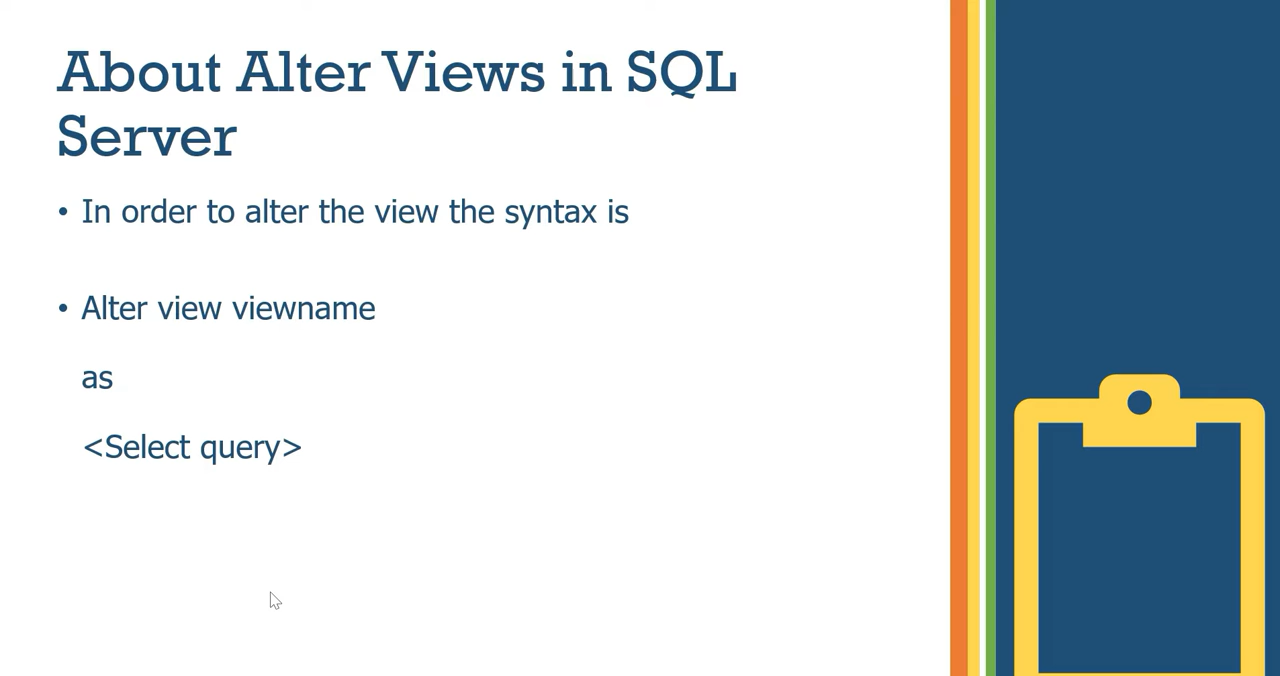 About Alter Views in SQL
Server
• In order to alter the view the syntax is
• Alter view viewname
as
<Select query>